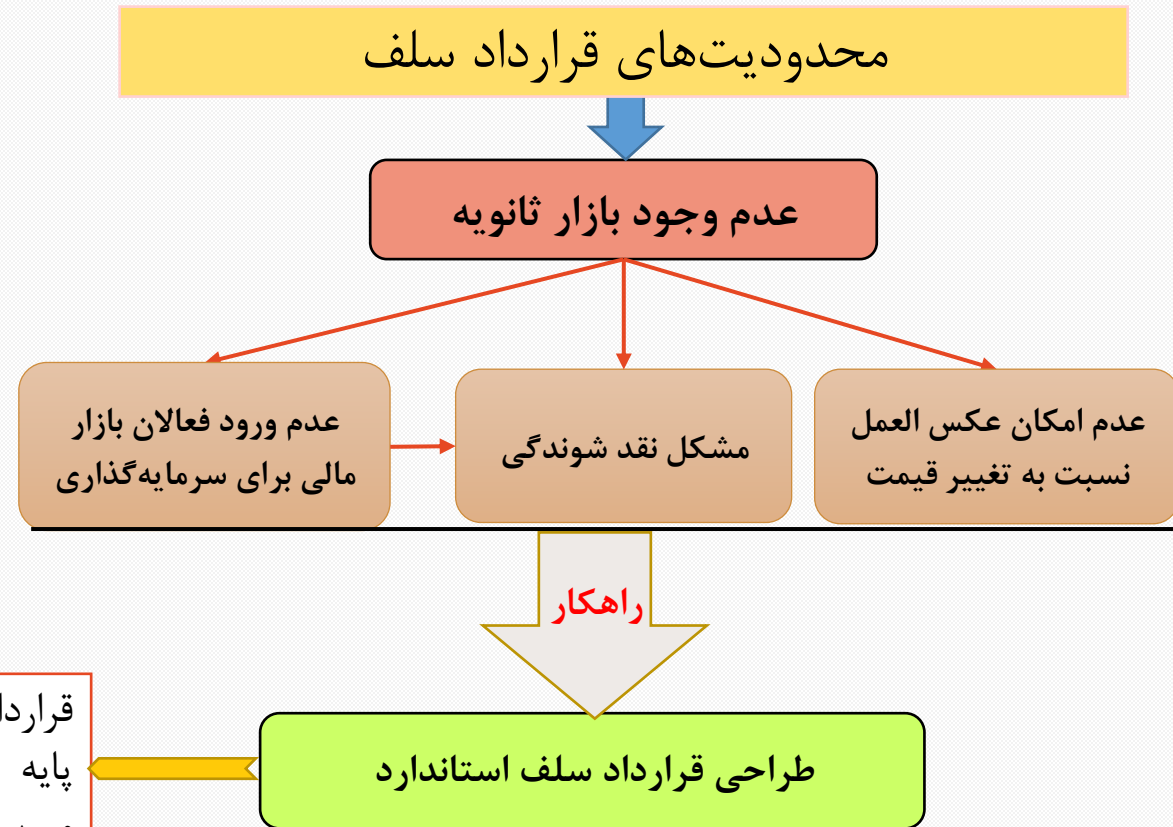 محدودیت‌های قرارداد سلف
عدم وجود بازار ثانویه
عدم امکان عکس العمل
نسبت به تغییر قیمت
مشکل نقد شوندگی
عدم ورود فعالان بازار
مالی برای سرمایه‌گذاری
راهکار
طراحی قرارداد سلف استاندارد
پایه